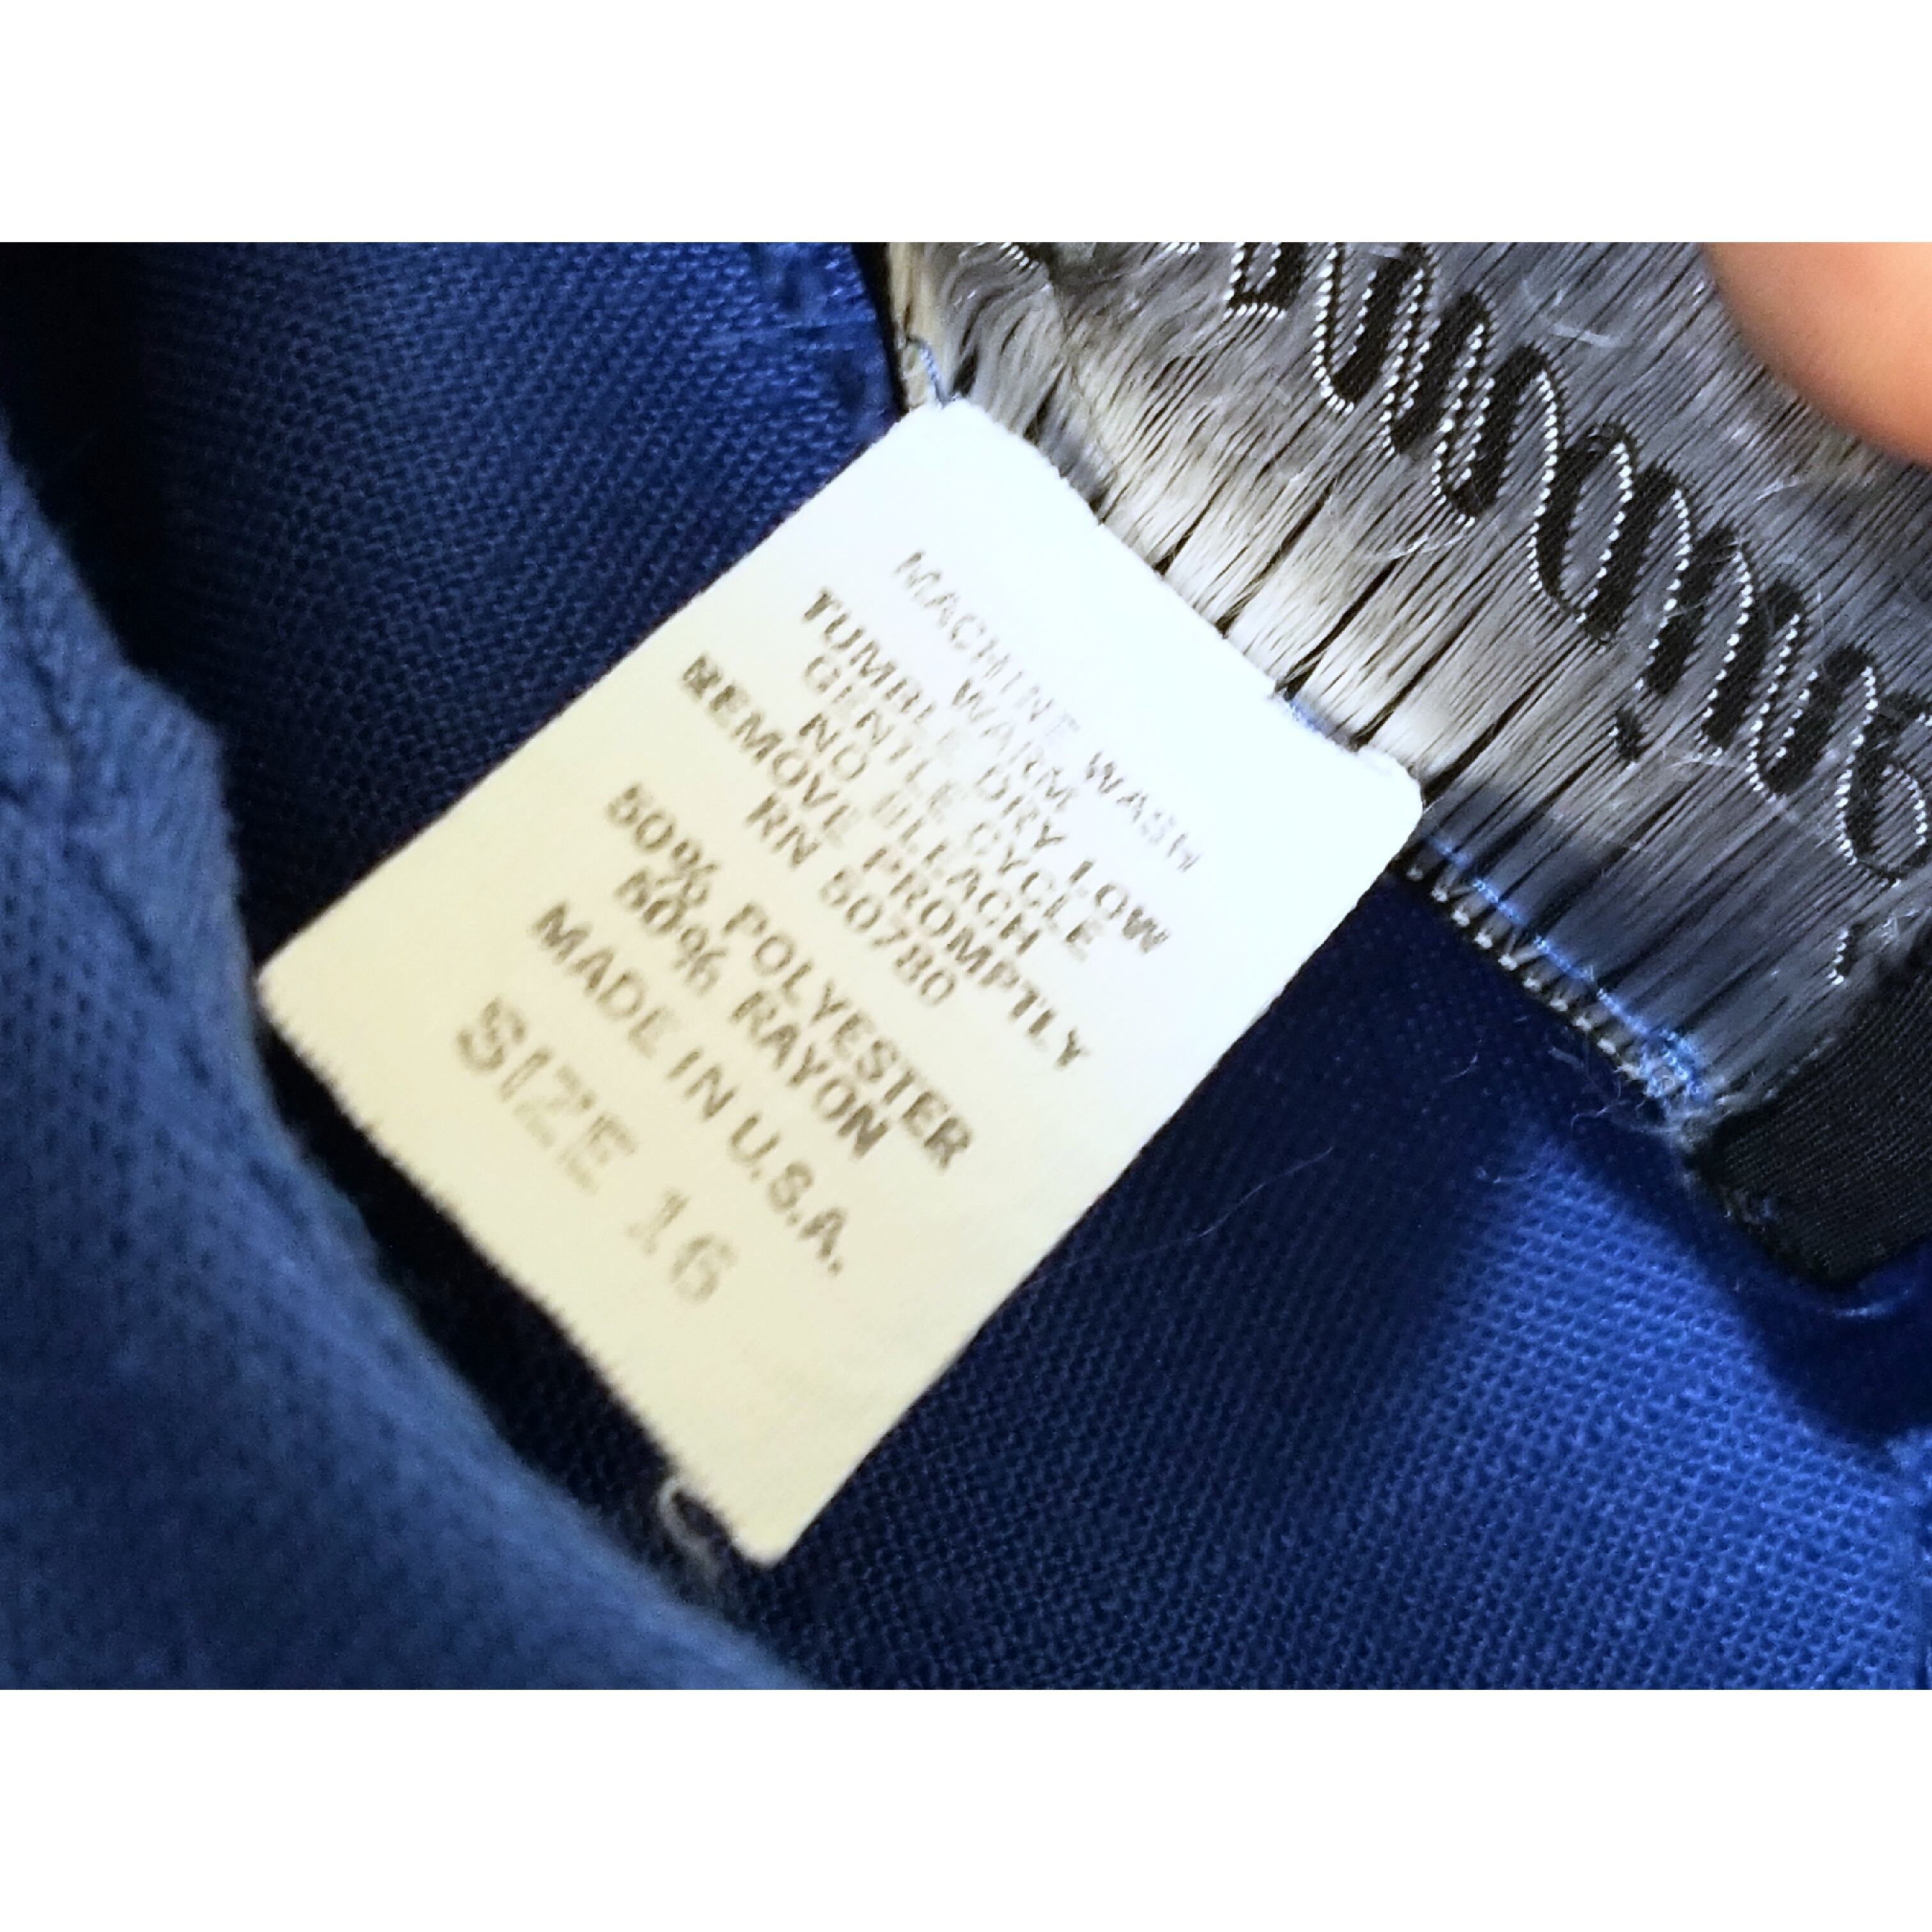 MACHINE WASH
WARM
TUMBLE DRY LOW
GENTLE CYCLE
NO BLEACH
REMOVE PROMPTLY
RN 50780
50% POLYESTER
50% RAYON
MADE IN U.S.A.
SIZE 16